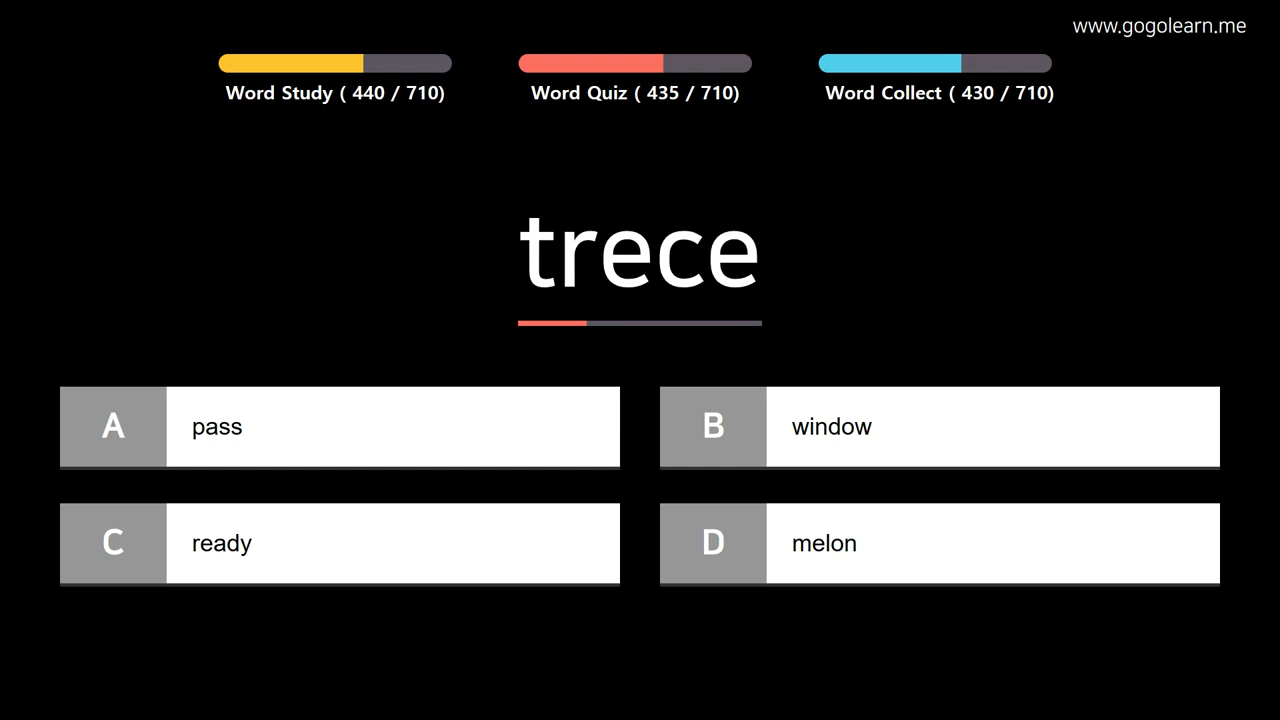 www.gogolearn.me
Word Study ( 440 / 710)
Word Quiz ( 435 / 710)
Word Collect ( 430 / 710)
trece
A pass
B window
C ready
D melon